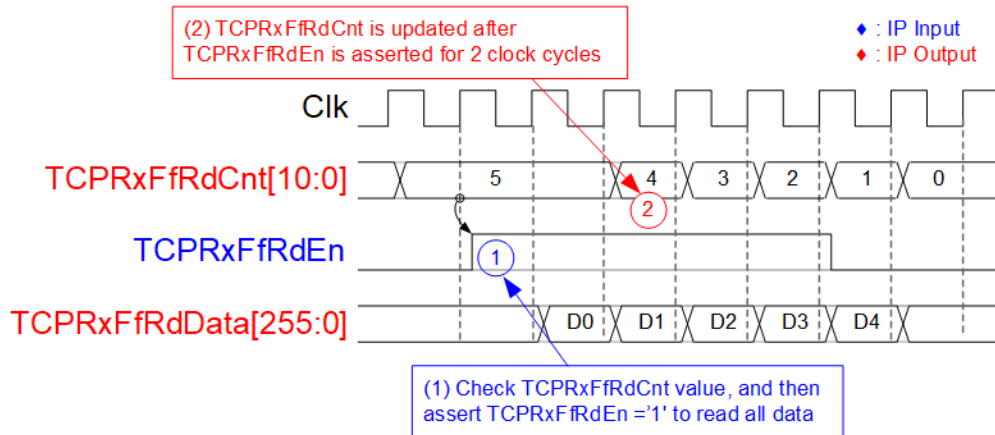 (2) TCPRxFfRdCnt is updated after
TCPRxFfRdEn is asserted for 2 clock cycles
♦ : IP Input
♦ : IP Output
Clk
TCPRxFfRdCnt[10:0]
5 4 3 2 1 0
2
TCPRxFfRdEn
1
TCPRxFfRdData[255:0]
D0 D1 D2 D3 D4
(1) Check TCPRxFfRdCnt value, and then
assert TCPRxFfRdEn ='1' to read all data